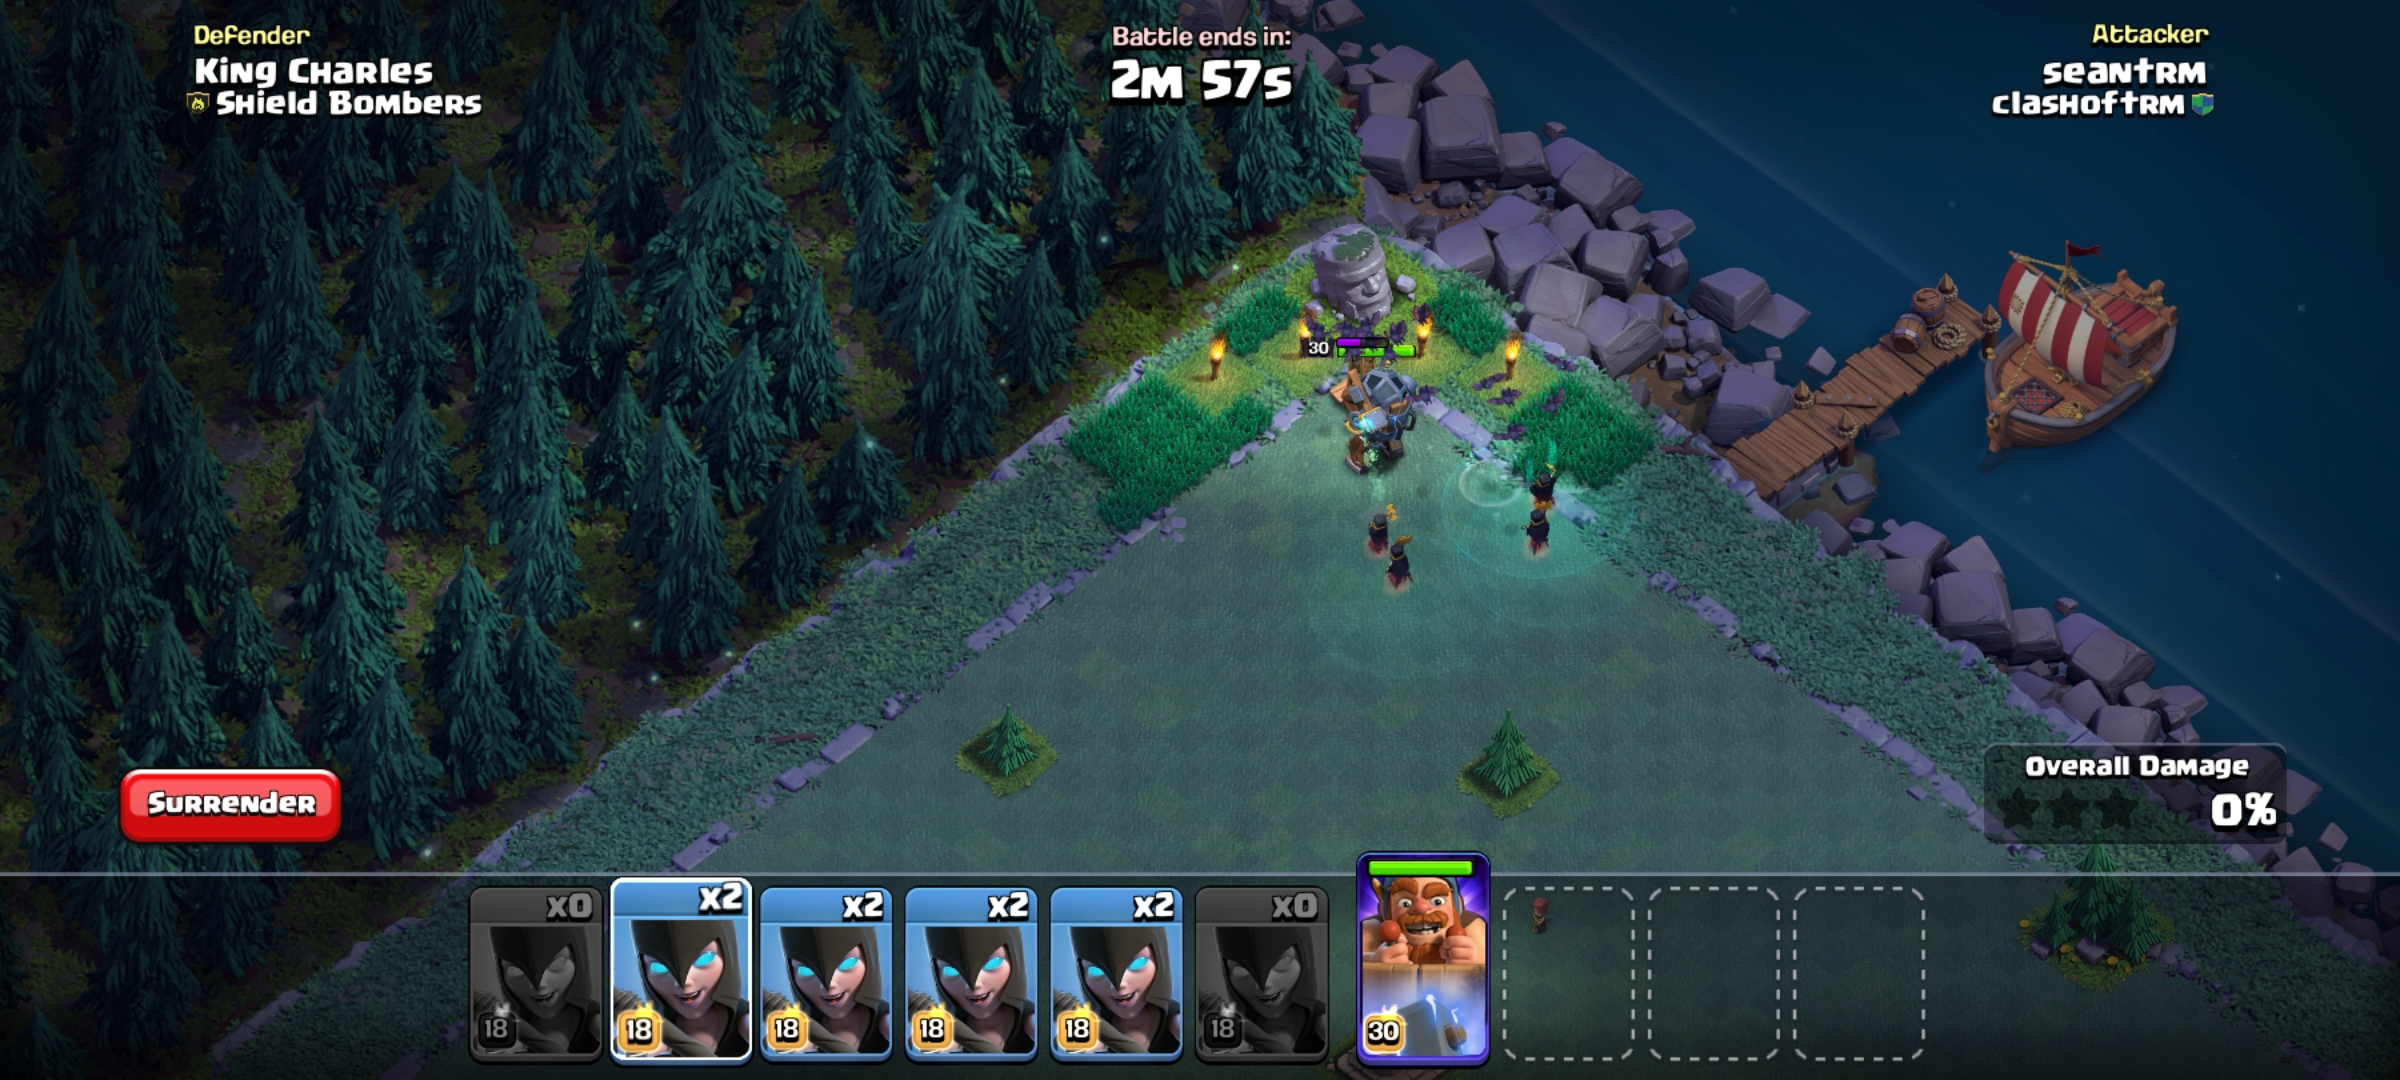 Defender
King Charles
Shield Bombers
Battle ends in:
2m 57s
Attacker
seantrm
clashoftrm
30
Surrender
Overall Damage
0%
x0
x2
x2
x2
x2
x0
18
18
18
18
18
18
30